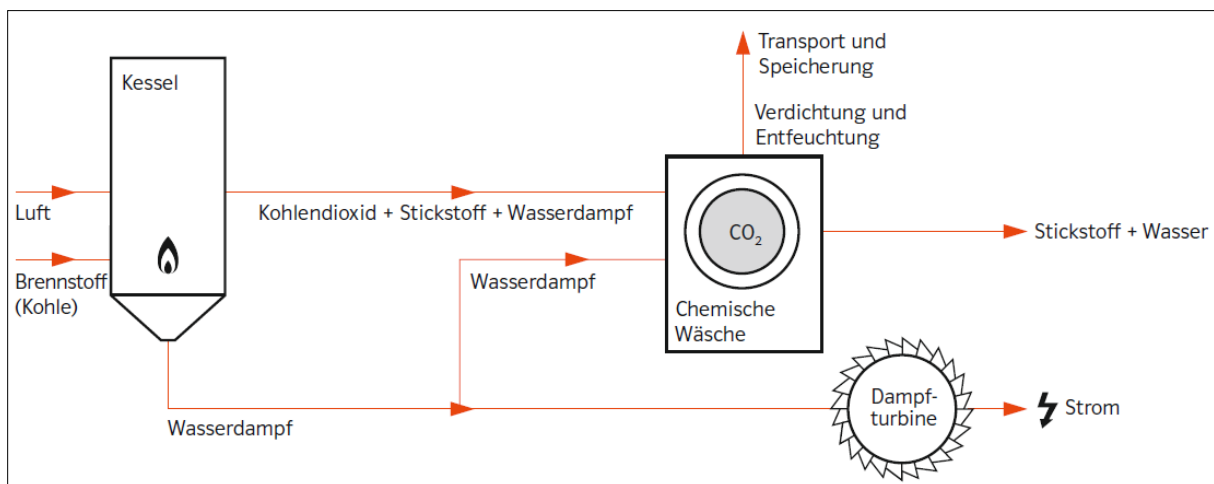 Kessel
Luft
Brennstoff
(Kohle)
Kohlendioxid + Stickstoff + Wasserdampf
Wasserdampf
Wasserdampf
Transport und
Speicherung
Verdichtung und
Entfeuchtung
CO₂
Chemische
Wäsche
Stickstoff + Wasser
Dampf-
turbine
Strom